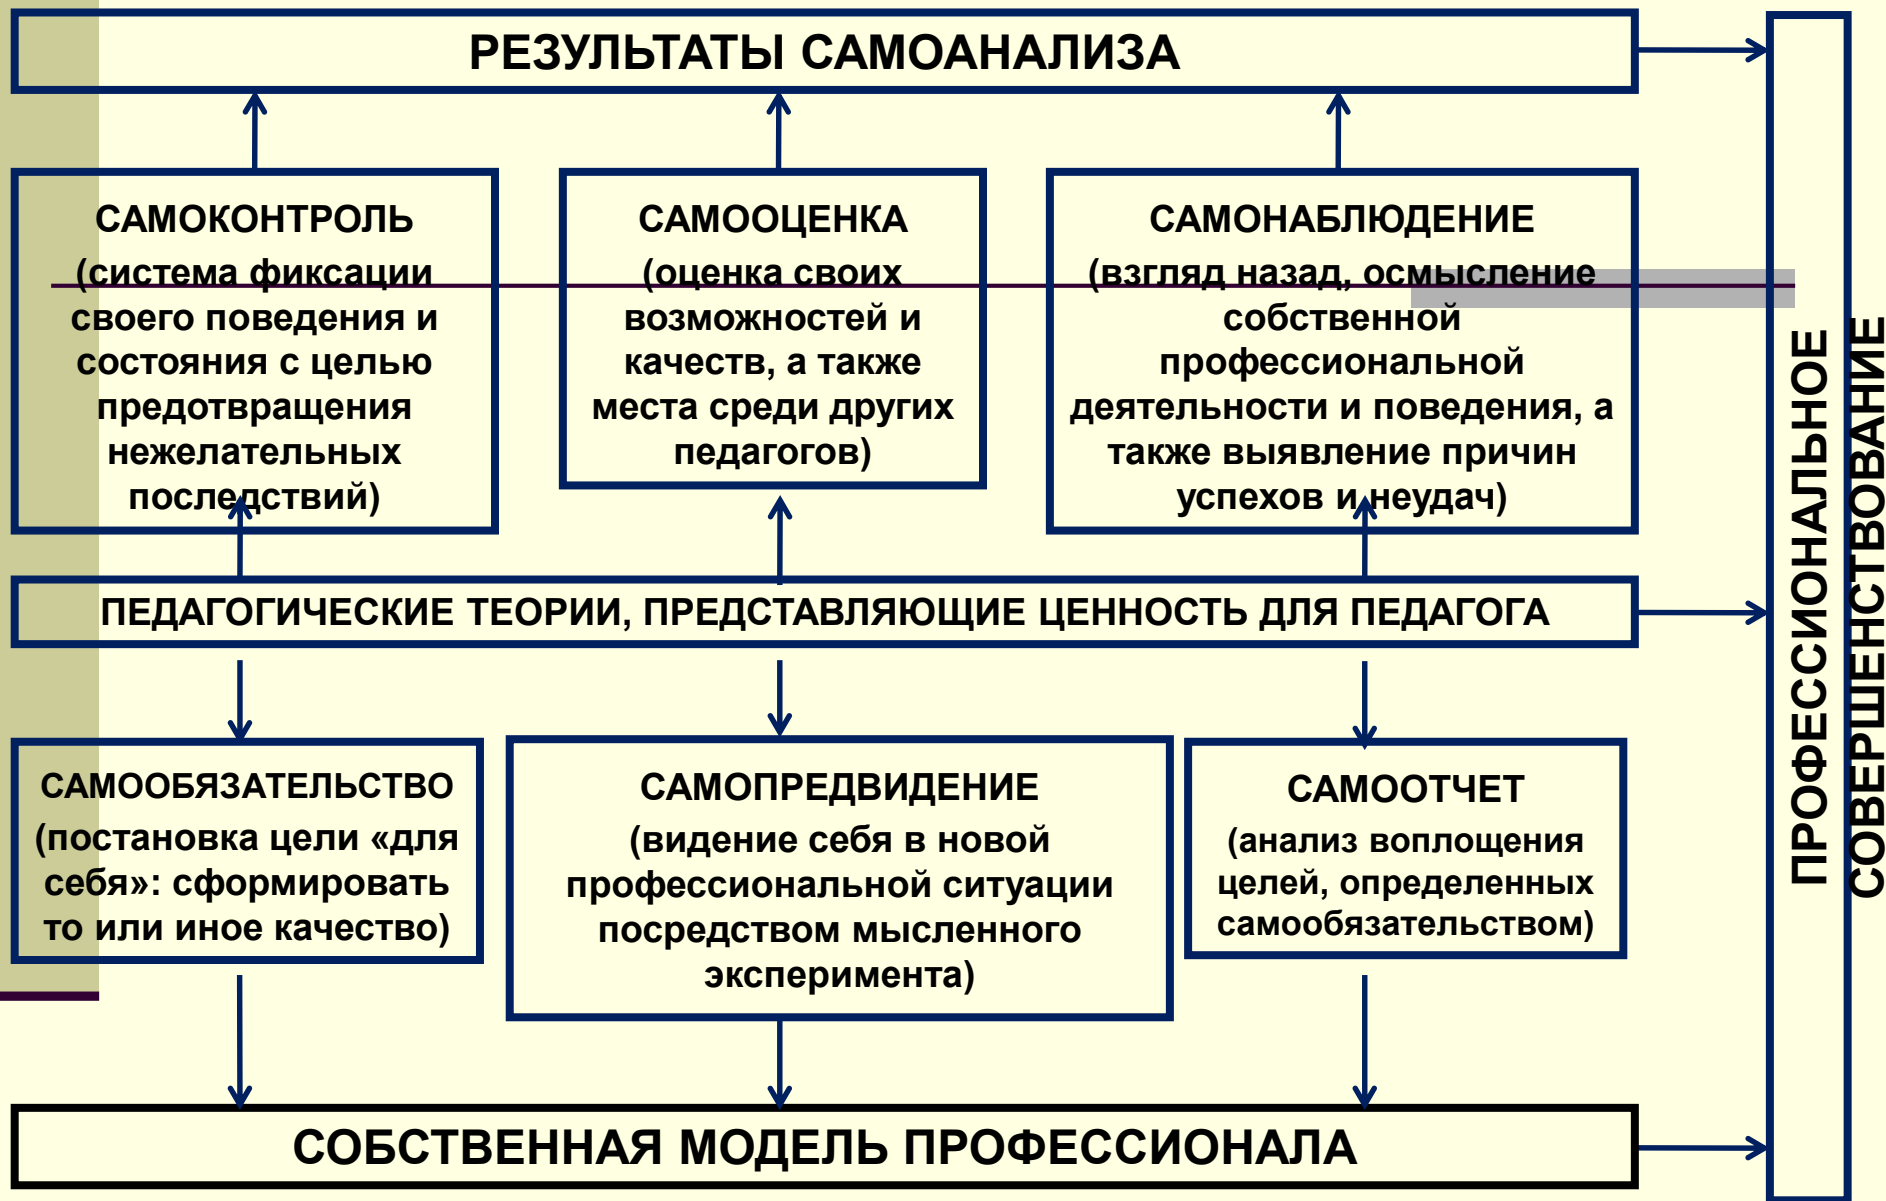 РЕЗУЛЬТАТЫ САМОАНАЛИЗА
САМОКОНТРОЛЬ
(система фиксации
своего поведения и
состояния с целью
предотвращения
нежелательных
последствий)
САМООЦЕНКА
(оценка своих
возможностей и
качеств, а также
места среди других
педагогов)
САМОНАБЛЮДЕНИЕ
(взгляд назад, осмысление
собственной
профессиональной
деятельности и поведения, а
также выявление причин
успехов и неудач)
ПЕДАГОГИЧЕСКИЕ ТЕОРИИ, ПРЕДСТАВЛЯЮЩИЕ ЦЕННОСТЬ ДЛЯ ПЕДАГОГА
САМООБЯЗАТЕЛЬСТВО
(постановка цели «для
себя»: сформировать
то или иное качество)
САМОПРЕДВИДЕНИЕ
(видение себя в новой
профессиональной ситуации
посредством мысленного
эксперимента)
САМООТЧЕТ
(анализ воплощения
целей, определенных
самообязательством)
СОБСТВЕННАЯ МОДЕЛЬ ПРОФЕССИОНАЛА
ПРОФЕССИОНАЛЬНОЕ
СОВЕРШЕНСТВОВАНИЕ